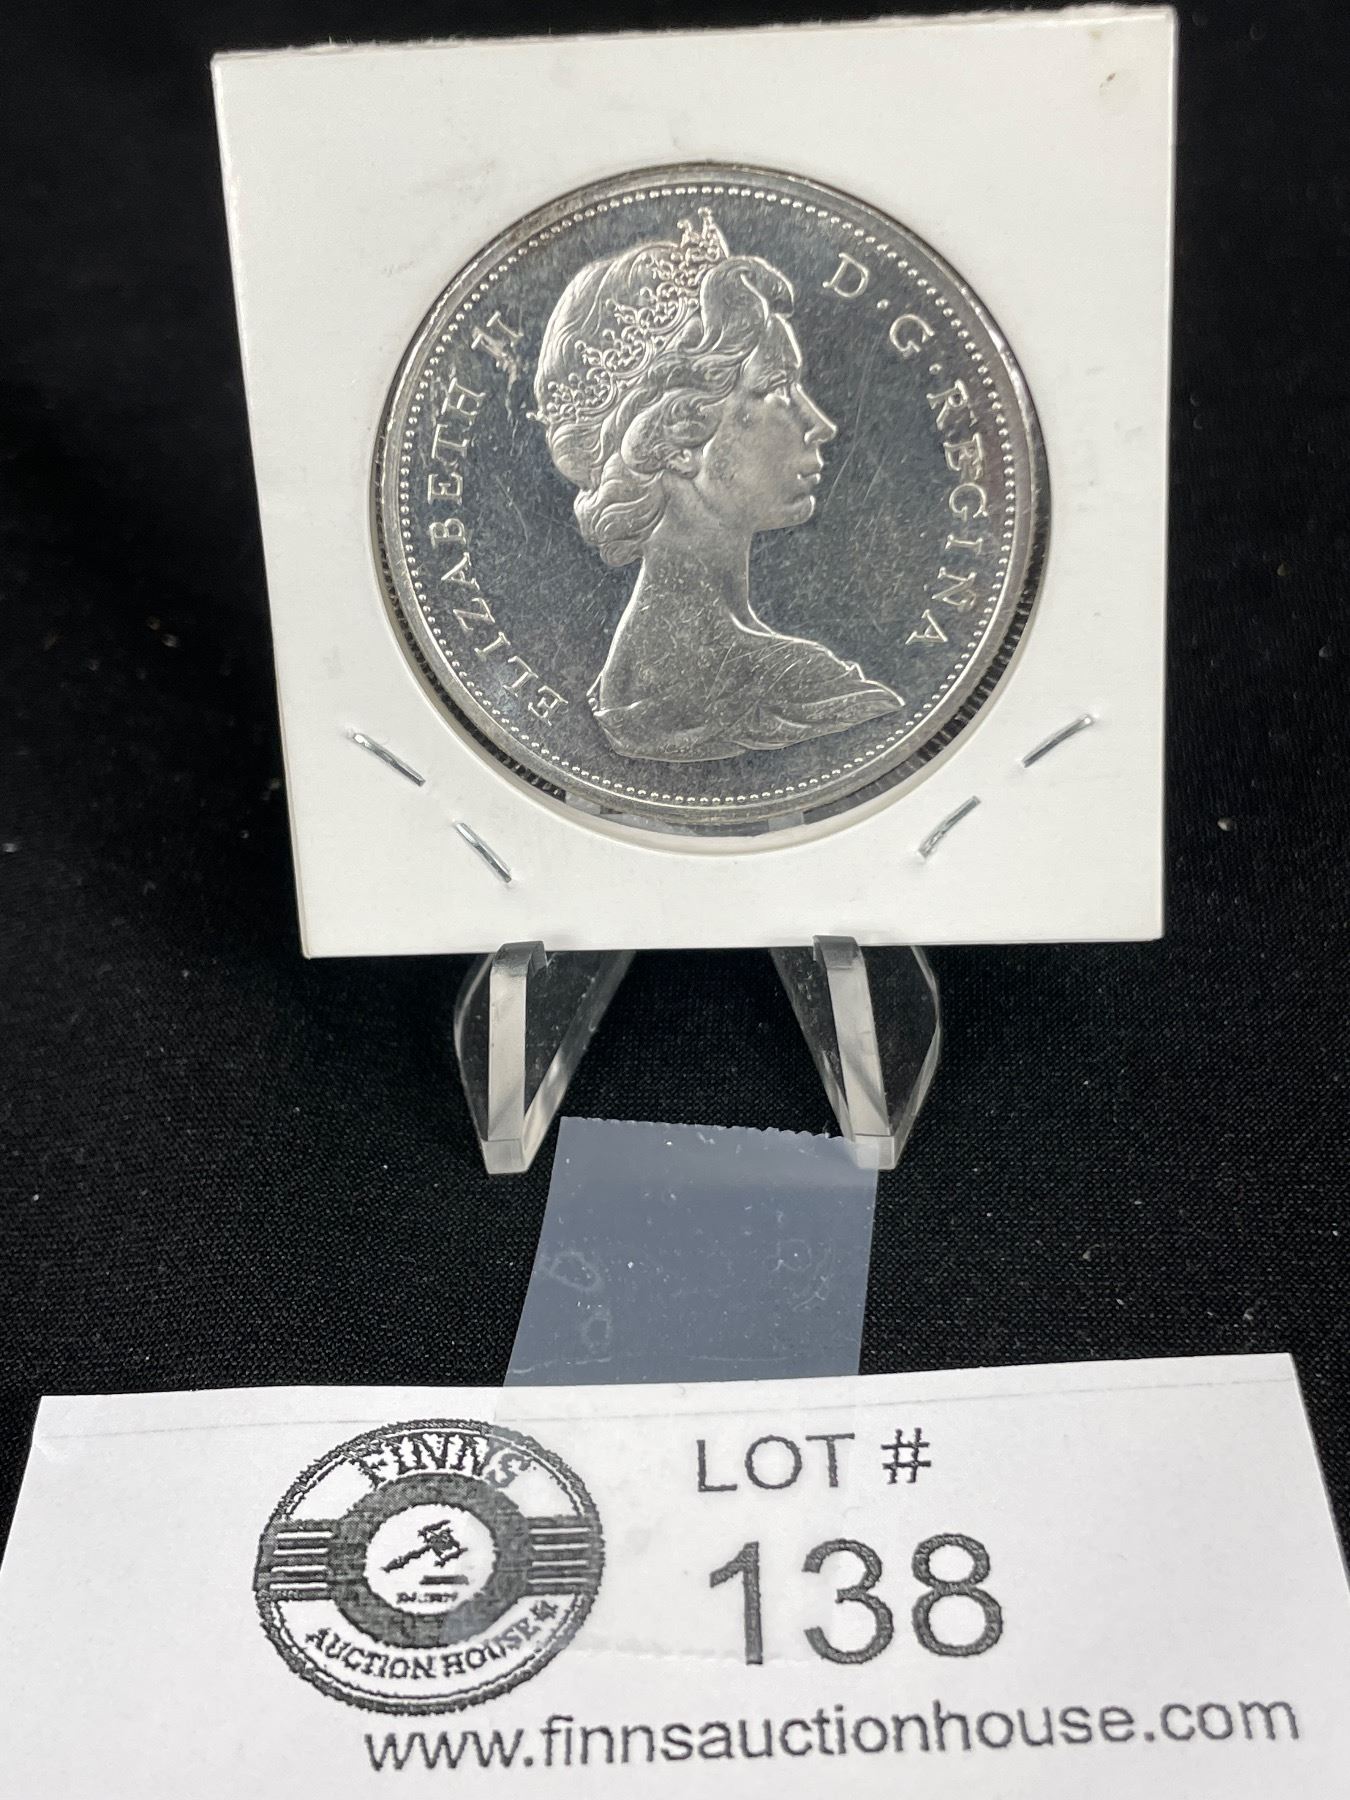 ELIZABETH II D·G·REGINA
FINNS
AUCTION HOUSE
LOT #
138
www.finnsauctionhouse.com